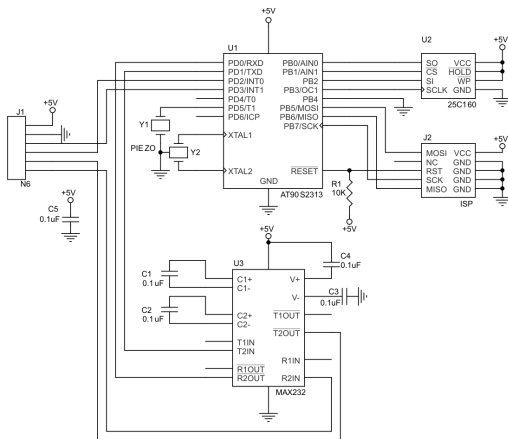 +5V
U1
PD0/RXD
PD1/TXD
PD2/INT0
PD3/INT1
PD4/T0
PD5/T1
PD6/ICP
XTAL1
XTAL2
PB0/AIN0
PB1/AIN1
PB2
PB3/OC1
PB4
PB5/MOSI
PB6/MISO
PB7/SCK
RESET
GND
AT90S2313
U2
+5V
SO VCC
CS HOLD
SI WP
SCLK GND
25C160
J1
+5V
N6
Y1
PIEZO
Y2
J2
+5V
MOSI VCC
NC GND
RST GND
SCK GND
MISO GND
ISP
R1
10K
+5V
+5V
C5
0.1uF
+5V
U3
C1
0.1uF
C2
0.1uF
C1+
C1-
C2+
C2-
T1IN
T2IN
R1OUT
R2OUT
V+
V-
T1OUT
T2OUT
R1IN
R2IN
MAX232
C4
0.1uF
C3
0.1uF